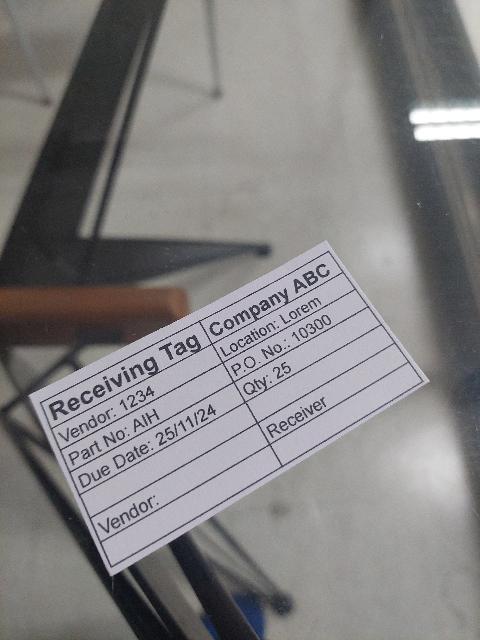 Receiving Tag Company ABC
Vendor: 1234 Location: Lorem
Part No: AIH P.O. No.: 10300
Due Date: 25/11/24 Qty: 25
Vendor: Receiver